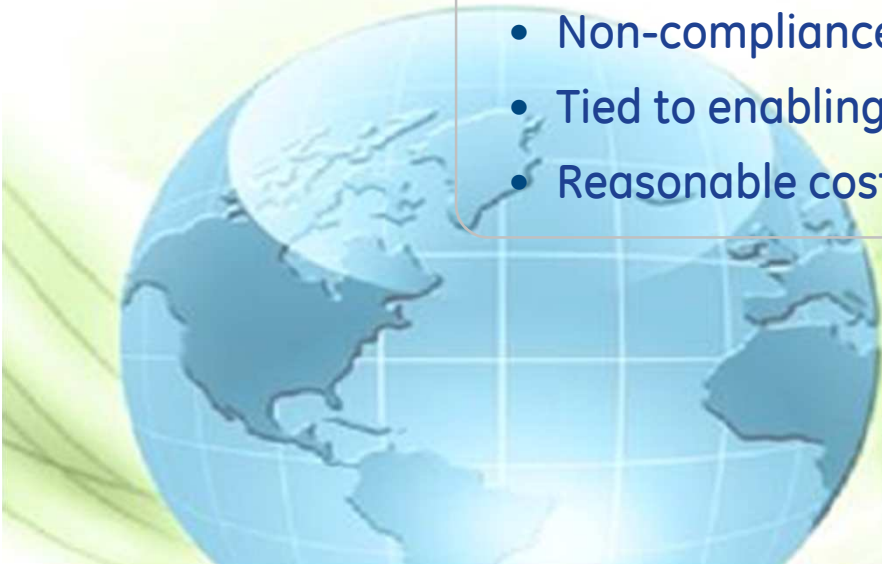 • Non-compliance
• Tied to enabling
• Reasonable cost